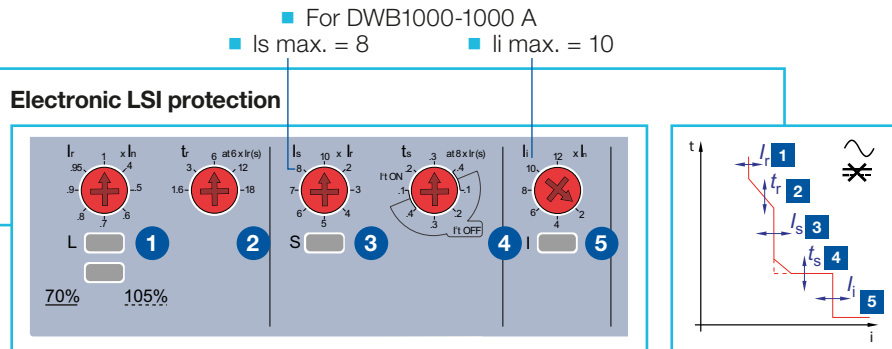 For DWB1000-1000 A
Is max. = 8
Ii max. = 10
Electronic LSI protection
Ir 1 x In
.95 .4
.9 .5
.8 .6
.7
L 1
70% 105%
tr 6 at 6 x Ir(s)
3 12
1.6 18
2
Is 10 x Ir
8 2
7 3
6 4
5
S 3
ts .3 at 8 x Ir(s)
.2 .4
I²t ON
.1 .1
.4 .2
.3
I²t OFF
4
Ii 12 x In
10
8
6 2
4
I 5
t
Ir 1
tr 2
Is 3
ts 4
Ii 5
i